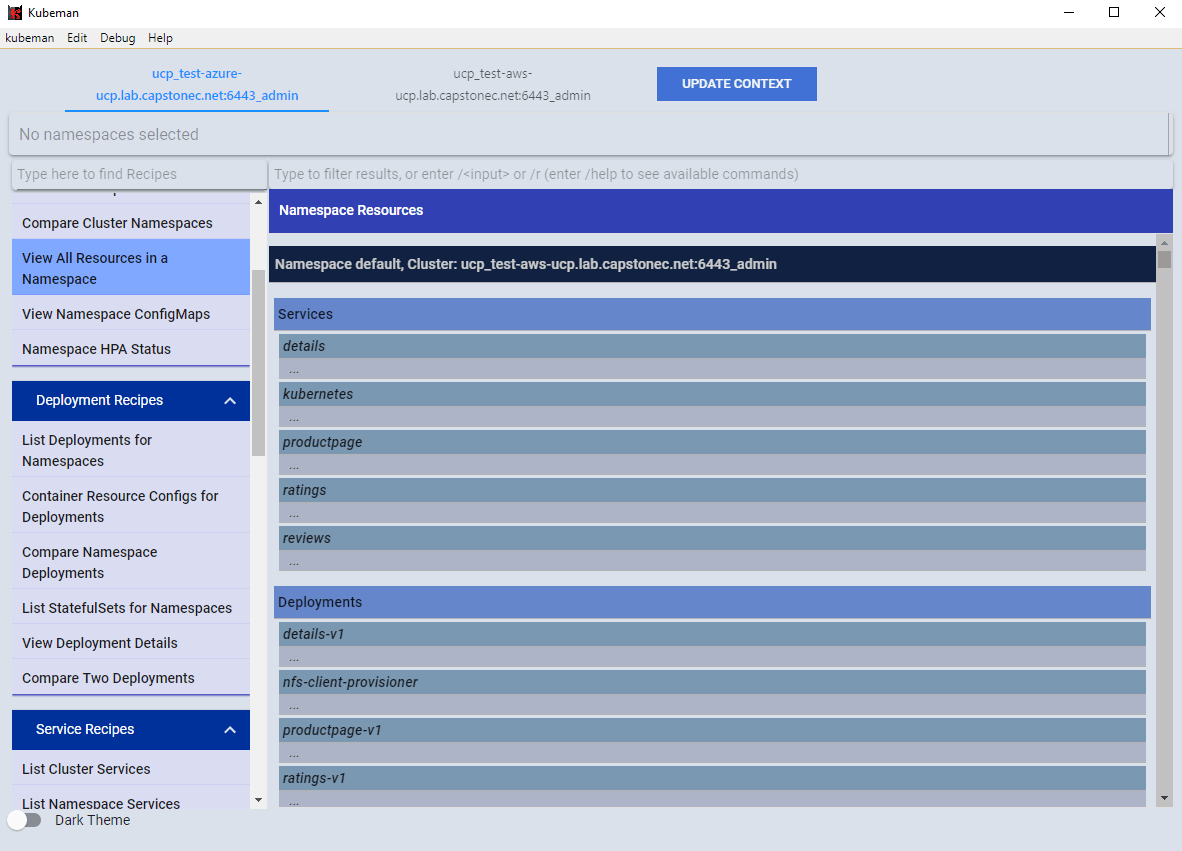 Kubeman
kubeman Edit Debug Help
ucp_test-azure-
ucp.lab.capstonec.net:6443_admin
ucp_test-aws-
ucp.lab.capstonec.net:6443_admin
UPDATE CONTEXT
No namespaces selected
Type here to find Recipes
Type to filter results, or enter /<input> or /r (enter /help to see available commands)
Compare Cluster Namespaces
View All Resources in a
Namespace
View Namespace ConfigMaps
Namespace HPA Status
Deployment Recipes
List Deployments for
Namespaces
Container Resource Configs for
Deployments
Compare Namespace
Deployments
List StatefulSets for Namespaces
View Deployment Details
Compare Two Deployments
Service Recipes
List Cluster Services
List Namespace Services
Dark Theme
Namespace Resources
Namespace default, Cluster: ucp_test-aws-ucp.lab.capstonec.net:6443_admin
Services
details
...
kubernetes
...
productpage
...
ratings
...
reviews
...
Deployments
details-v1
...
nfs-client-provisioner
...
productpage-v1
...
ratings-v1
...